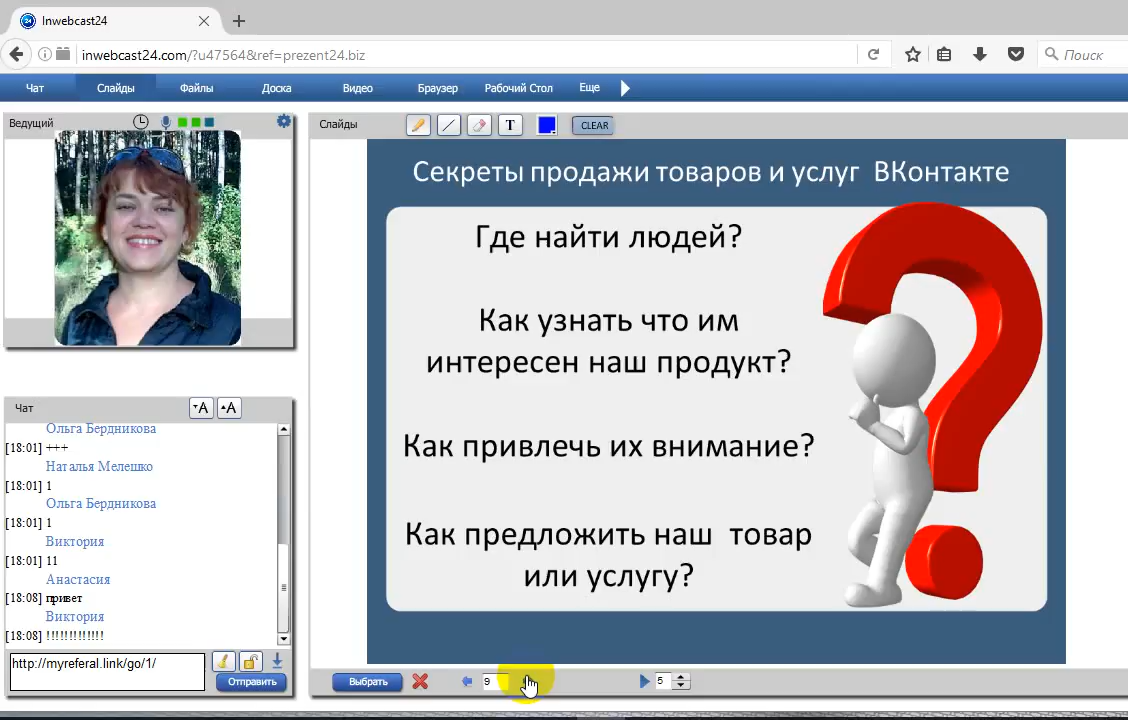 Inwebcast24
inwebcast24.com/?u47564&ref=prezent24.biz
Поиск
Чат
Слайды
Файлы
Доска
Видео
Браузер
Рабочий Стол
Еще
Ведущий
Слайды
T
CLEAR
Секреты продажи товаров и услуг ВКонтакте
Где найти людей?
Как узнать что им
интересен наш продукт?
Как привлечь их внимание?
Как предложить наш товар
или услугу?
Чат
A
A
Ольга Бердникова
[18:01] +++
Наталья Мелешко
[18:01] 1
Ольга Бердникова
[18:01] 1
Виктория
[18:01] 11
Анастасия
[18:08] привет
Виктория
[18:08] !!!!!!!!!!!!!
http://myreferal.link/go/1/
Отправить
Выбрать
9
5